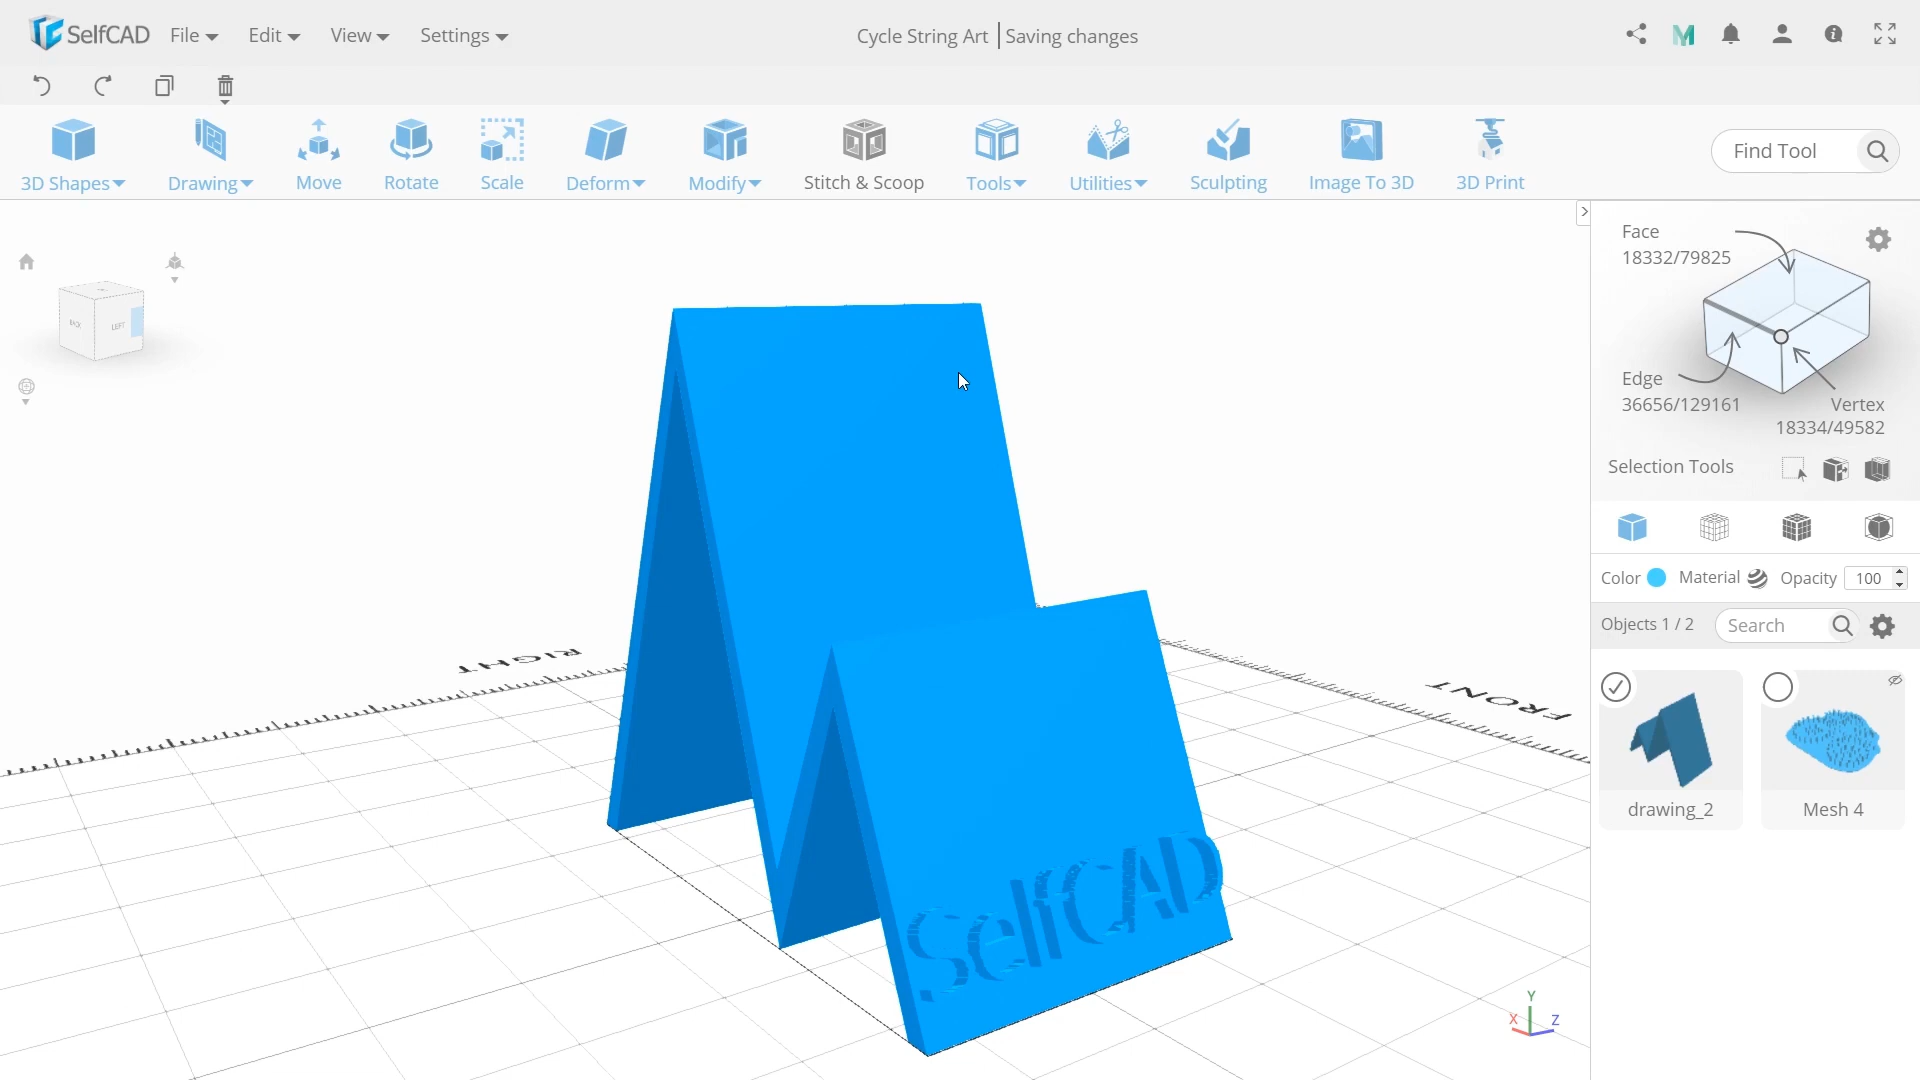 SelfCAD
File
Edit
View
Settings
Cycle String Art
Saving changes
3D Shapes
Drawing
Move
Rotate
Scale
Deform
Modify
Stitch & Scoop
Tools
Utilities
Sculpting
Image To 3D
3D Print
Find Tool
BACK
LEFT
RIGHT
FRONT
SelfCAD
Y
X
Z
Face
18332/79825
Edge
36656/129161
Vertex
18334/49582
Selection Tools
Color
Material
Opacity
100
Objects 1 / 2
Search
drawing_2
Mesh 4